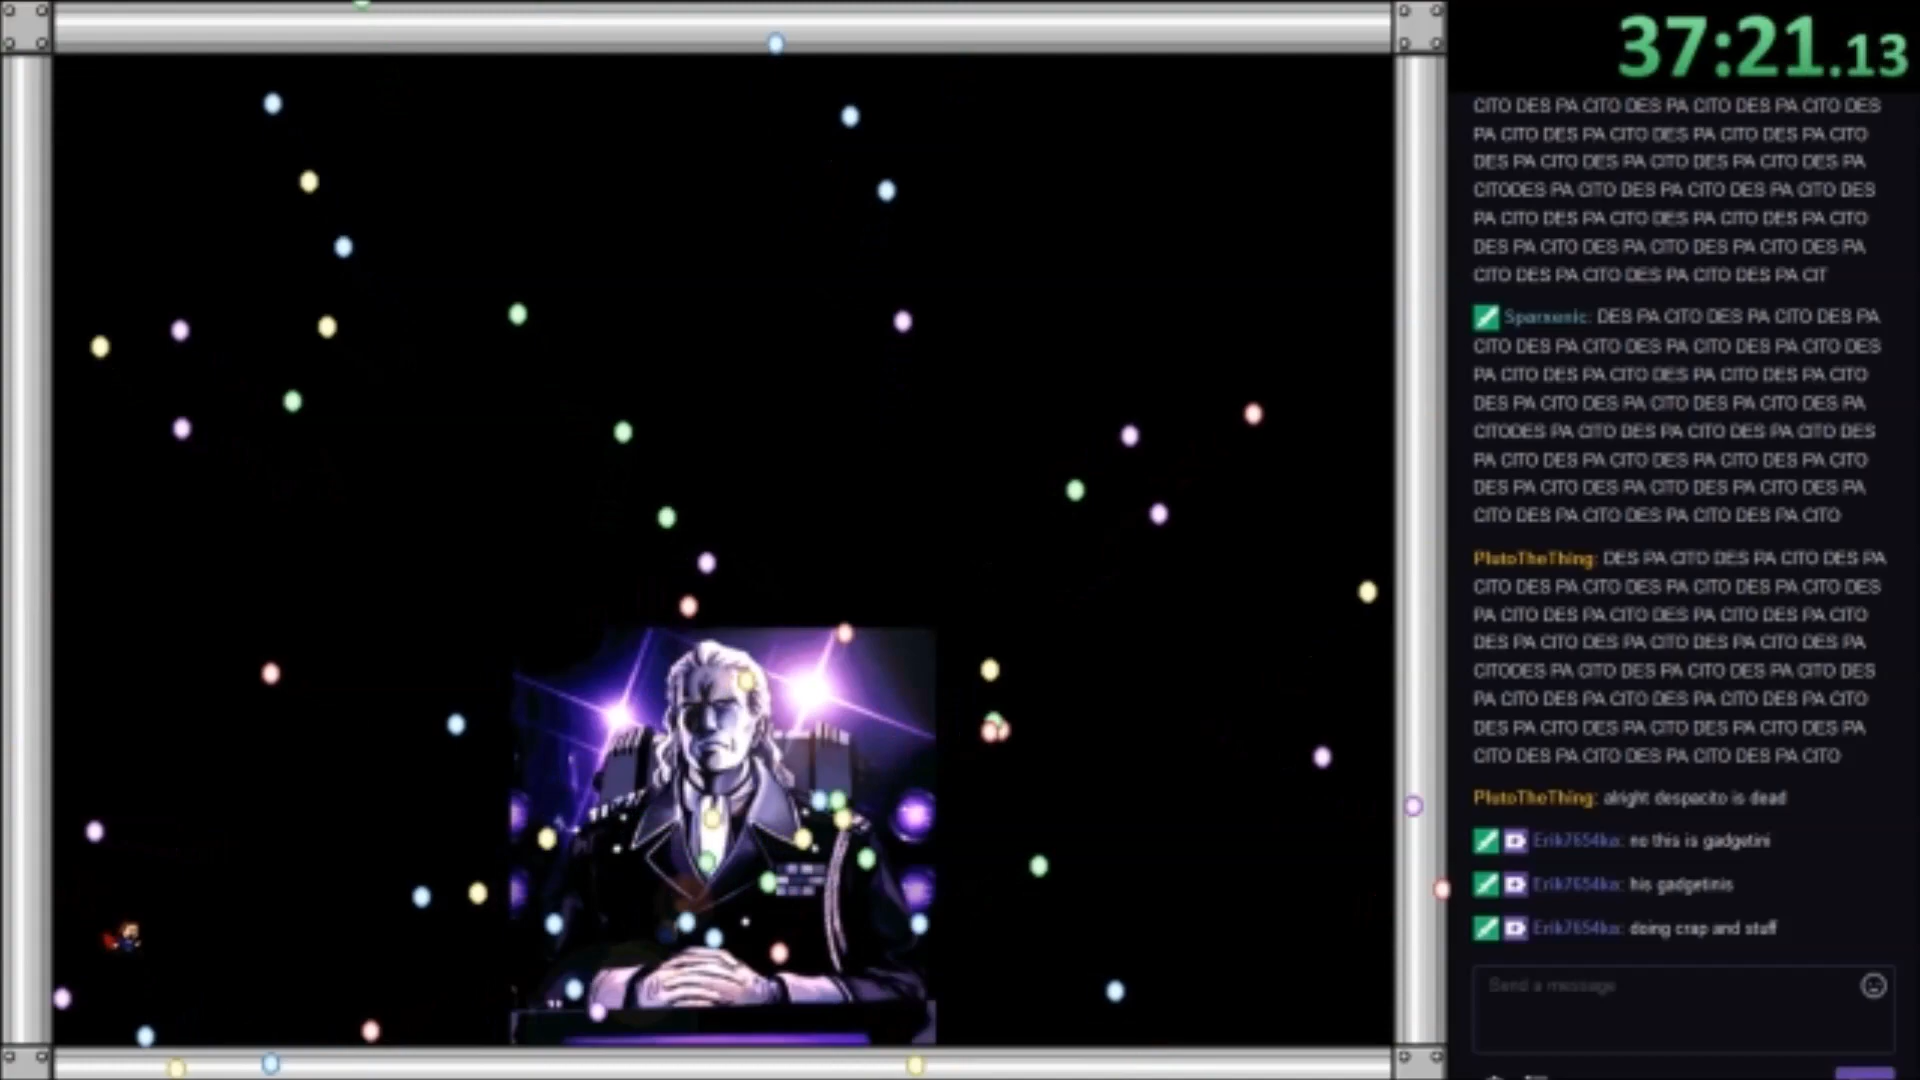 37:21.13
CITO DES PA CITO DES PA CITO DES PA CITO DES
PA CITO DES PA CITO DES PA CITO DES PA CITO
DES PA CITO DES PA CITO DES PA CITO DES PA
CITODES PA CITO DES PA CITO DES PA CITO DES
PA CITO DES PA CITO DES PA CITO DES PA CITO
DES PA CITO DES PA CITO DES PA CITO DES PA
CITO DES PA CITO DES PA CITO DES PA CIT
DES PA CITO DES PA CITO DES PA
CITO DES PA CITO DES PA CITO DES PA CITO DES
PA CITO DES PA CITO DES PA CITO DES PA CITO
DES PA CITO DES PA CITO DES PA CITO DES PA
CITODES PA CITO DES PA CITO DES PA CITO DES
PA CITO DES PA CITO DES PA CITO DES PA CITO
DES PA CITO DES PA CITO DES PA CITO DES PA
CITO DES PA CITO DES PA CITO DES PA CITO
PlutoTheThing: DES PA CITO DES PA CITO DES PA
CITO DES PA CITO DES PA CITO DES PA CITO DES
PA CITO DES PA CITO DES PA CITO DES PA CITO
DES PA CITO DES PA CITO DES PA CITO DES PA
CITODES PA CITO DES PA CITO DES PA CITO DES
PA CITO DES PA CITO DES PA CITO DES PA CITO
DES PA CITO DES PA CITO DES PA CITO DES PA
CITO DES PA CITO DES PA CITO DES PA CITO
PlutoTheThing: alright despacito is dead
Erik7654ka: no this is gadgetini
Erik7654ka: his gadgetinis
Erik7654ka: doing crap and stuff
Send a message